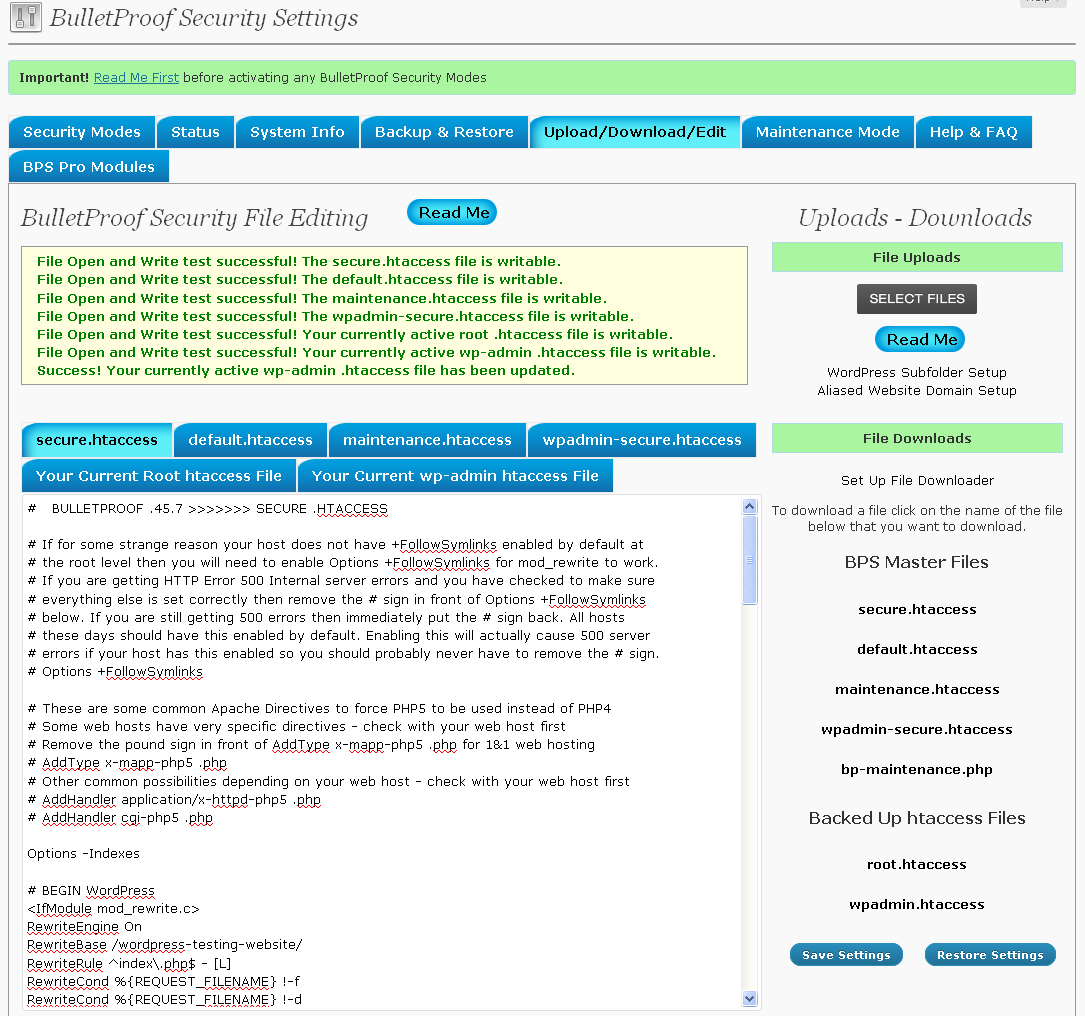 BulletProof Security Settings
Important! Read Me First before activating any BulletProof Security Modes
Security Modes
Status
System Info
Backup & Restore
Upload/Download/Edit
Maintenance Mode
Help & FAQ
BPS Pro Modules
BulletProof Security File Editing
Read Me
File Open and Write test successful! The secure.htaccess file is writable.
File Open and Write test successful! The default.htaccess file is writable.
File Open and Write test successful! The maintenance.htaccess file is writable.
File Open and Write test successful! The wpadmin-secure.htaccess file is writable.
File Open and Write test successful! Your currently active root .htaccess file is writable.
File Open and Write test successful! Your currently active wp-admin .htaccess file is writable.
Success! Your currently active wp-admin .htaccess file has been updated.
secure.htaccess
default.htaccess
maintenance.htaccess
wpadmin-secure.htaccess
Your Current Root htaccess File
Your Current wp-admin htaccess File
#   BULLETPROOF .45.7 >>>>>>> SECURE .HTACCESS
# If for some strange reason your host does not have +FollowSymlinks enabled by default at
# the root level then you will need to enable Options +FollowSymlinks for mod_rewrite to work.
# If you are getting HTTP Error 500 Internal server errors and you have checked to make sure
# everything else is set correctly then remove the # sign in front of Options +FollowSymlinks
# below. If you are still getting 500 errors then immediately put the # sign back. All hosts
# these days should have this enabled by default. Enabling this will actually cause 500 server
# errors if your host has this enabled so you should probably never have to remove the # sign.
# Options +FollowSymlinks
# These are some common Apache Directives to force PHP5 to be used instead of PHP4
# Some web hosts have very specific directives - check with your web host first
# Remove the pound sign in front of AddType x-mapp-php5 .php for 1&1 web hosting
# AddType x-mapp-php5 .php
# Other common possibilities depending on your web host - check with your web host first
# AddHandler application/x-httpd-php5 .php
# AddHandler cgi-php5 .php
Options -Indexes
# BEGIN WordPress
<IfModule mod_rewrite.c>
RewriteEngine On
RewriteBase /wordpress-testing-website/
RewriteRule ^index\.php$ - [L]
RewriteCond %{REQUEST_FILENAME} !-f
RewriteCond %{REQUEST_FILENAME} !-d
Uploads - Downloads
File Uploads
SELECT FILES
Read Me
WordPress Subfolder Setup
Aliased Website Domain Setup
File Downloads
Set Up File Downloader
To download a file click on the name of the file
below that you want to download.
BPS Master Files
secure.htaccess
default.htaccess
maintenance.htaccess
wpadmin-secure.htaccess
bp-maintenance.php
Backed Up htaccess Files
root.htaccess
wpadmin.htaccess
Save Settings
Restore Settings